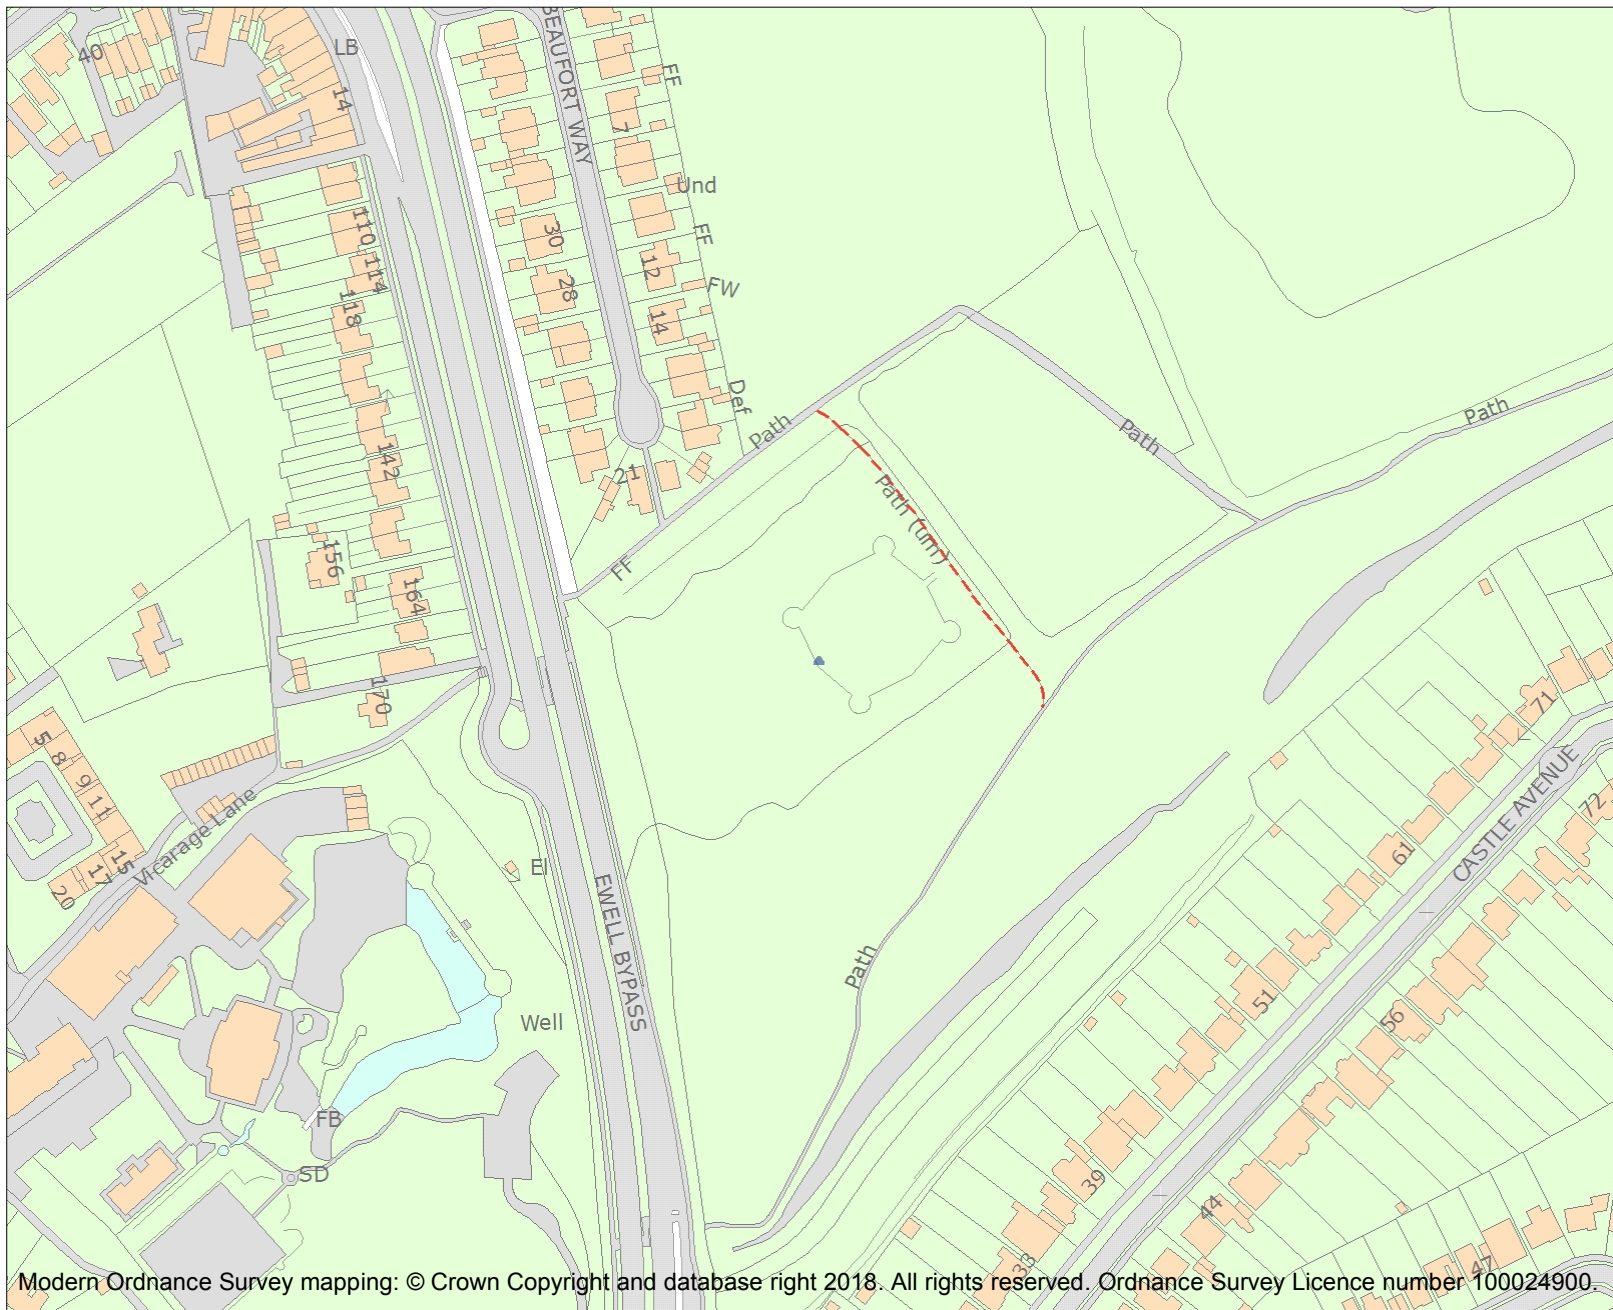 40
LB
14
BEAUFORT WAY
FF
7
Und
110
114
118
30
28
12
14
FF
FW
Def
Path
Path
Path
142
21
Path (um)
FF
156
164
170
5
8
9
11
15
17
20
Vicarage Lane
El
EWELL BYPASS
Well
Path
71
72
CASTLE AVENUE
61
51
56
FB
SD
39
44
33
47
Modern Ordnance Survey mapping: © Crown Copyright and database right 2018. All rights reserved. Ordnance Survey Licence number 100024900.